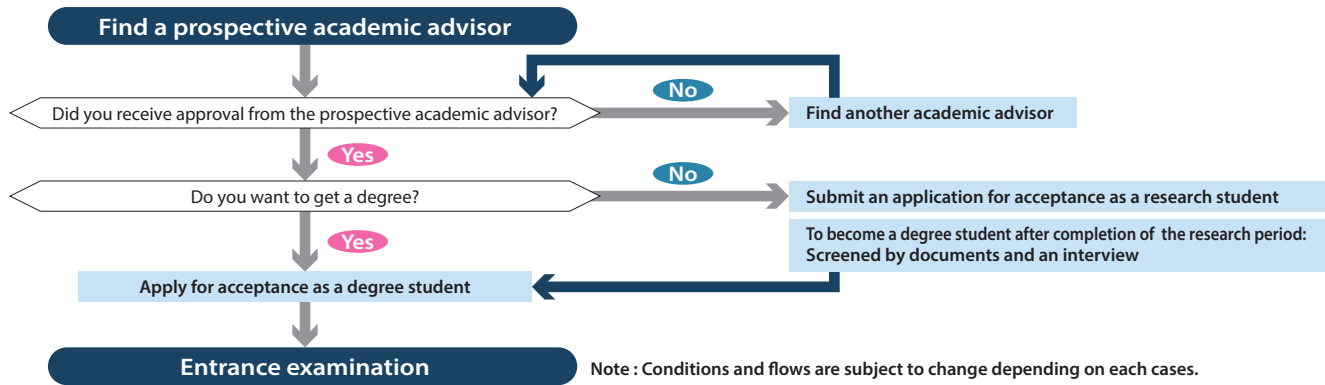 Find a prospective academic advisor
Did you receive approval from the prospective academic advisor?
No
Find another academic advisor
Yes
Do you want to get a degree?
No
Submit an application for acceptance as a research student
To become a degree student after completion of the research period:
Screened by documents and an interview
Yes
Apply for acceptance as a degree student
Entrance examination
Note : Conditions and flows are subject to change depending on each cases.